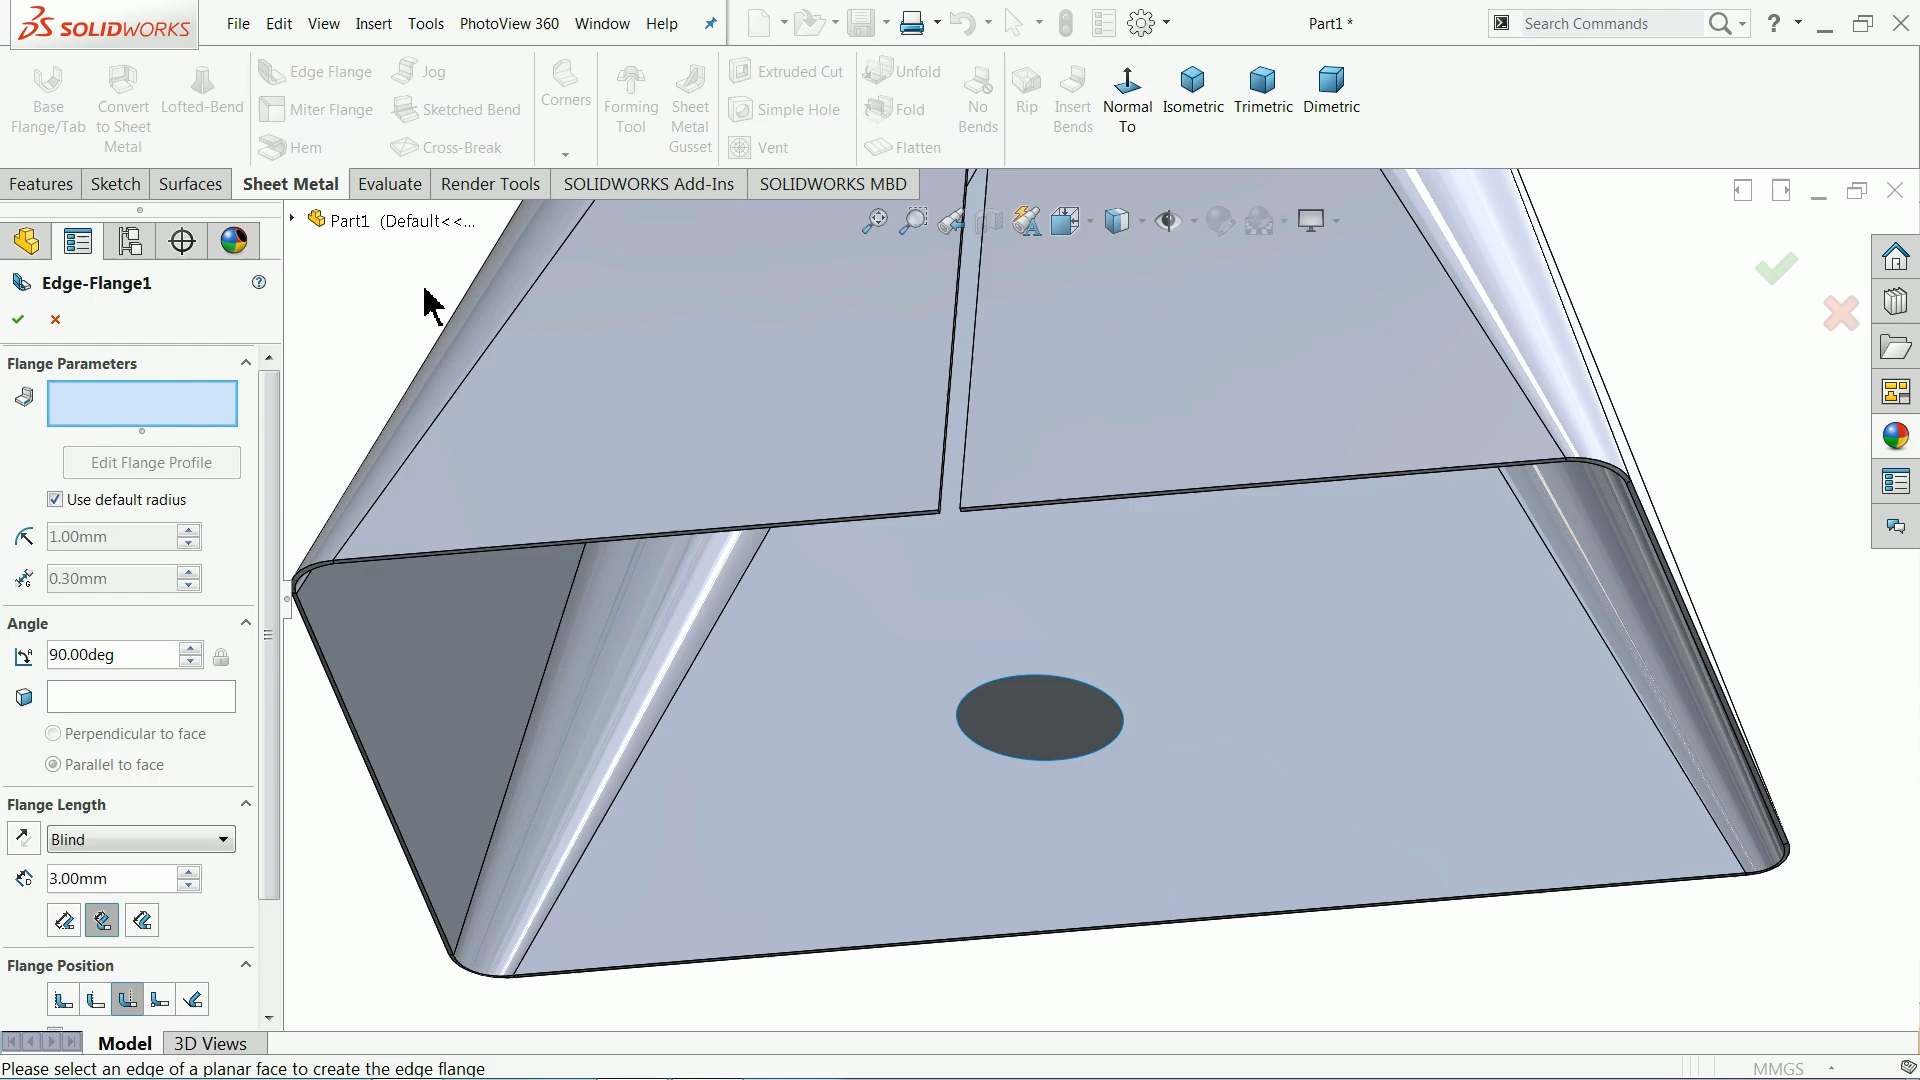 SOLIDWORKS
File Edit View Insert Tools PhotoView 360 Window Help
Part1 *
Search Commands
?
Base Flange/Tab
Convert to Sheet Metal
Lofted-Bend
Edge Flange
Miter Flange
Hem
Jog
Sketched Bend
Cross-Break
Corners
Forming Tool
Sheet Metal Gusset
Extruded Cut
Simple Hole
Vent
Unfold
Fold
Flatten
No Bends
Rip
Insert Bends
Normal To
Isometric
Trimetric
Dimetric
Features Sketch Surfaces Sheet Metal Evaluate Render Tools SOLIDWORKS Add-Ins SOLIDWORKS MBD
Part1 (Default<<...
Edge-Flange1
?
Flange Parameters
Edit Flange Profile
Use default radius
1.00mm
0.30mm
Angle
90.00deg
Perpendicular to face
Parallel to face
Flange Length
Blind
3.00mm
Flange Position
Model 3D Views
Please select an edge of a planar face to create the edge flange
MMGS